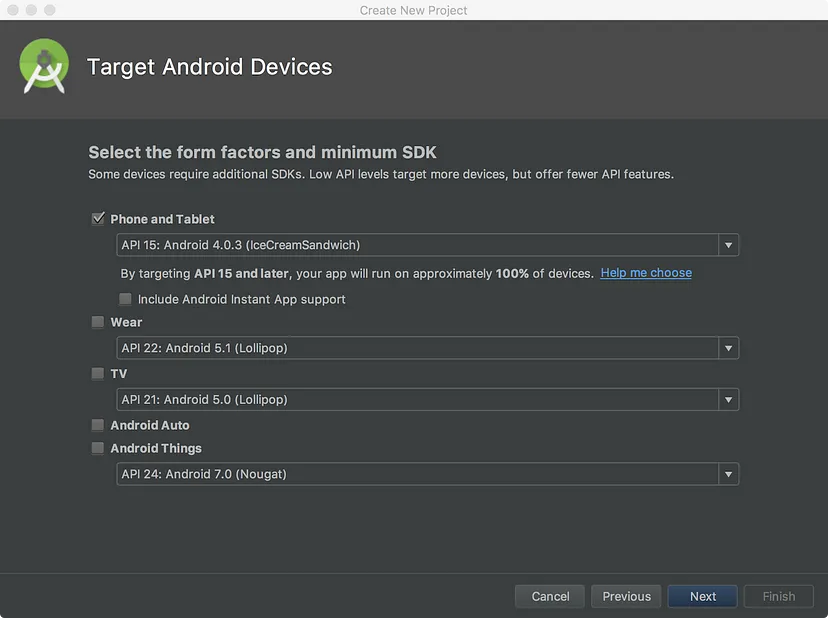 Create New Project
Target Android Devices
Select the form factors and minimum SDK
Some devices require additional SDKs. Low API levels target more devices, but offer fewer API features.
Phone and Tablet
API 15: Android 4.0.3 (IceCreamSandwich)
By targeting API 15 and later, your app will run on approximately 100% of devices. Help me choose
Include Android Instant App support
Wear
API 22: Android 5.1 (Lollipop)
TV
API 21: Android 5.0 (Lollipop)
Android Auto
Android Things
API 24: Android 7.0 (Nougat)
Cancel Previous Next Finish